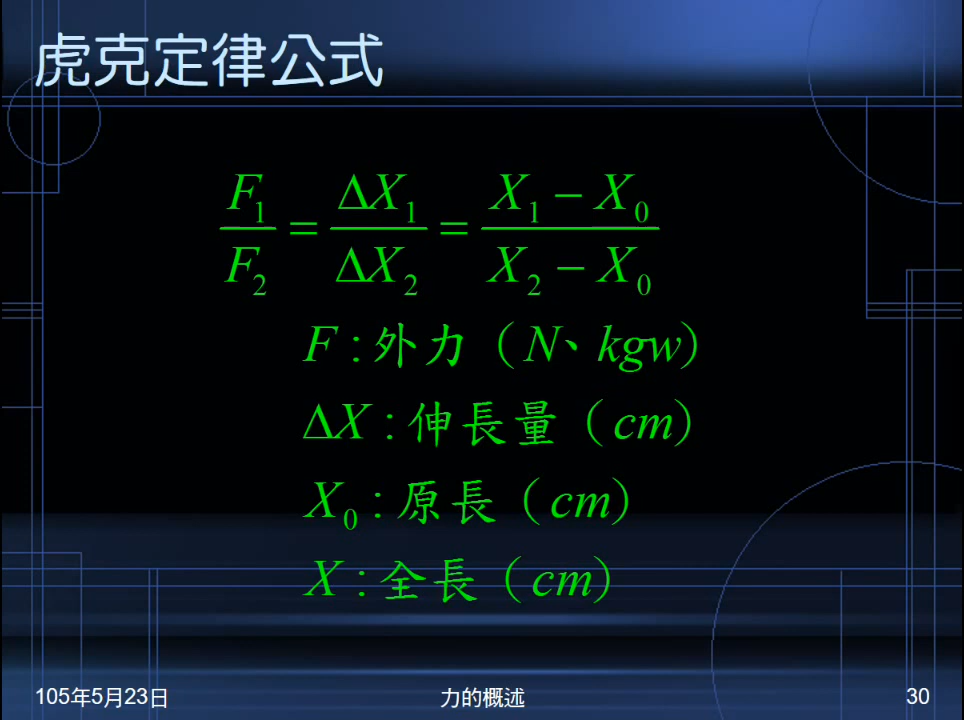 虎克定律公式
F₁/F₂ = ΔX₁/ΔX₂ = (X₁ − X₀)/(X₂ − X₀)
F:外力(N、kgw)
ΔX:伸長量(cm)
X₀:原長(cm)
X:全長(cm)
105年5月23日
力的概述
30